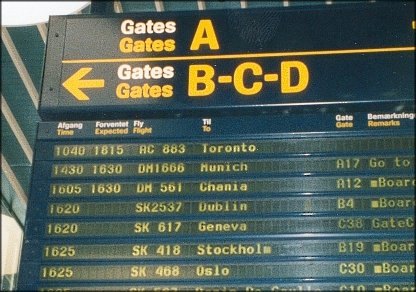 Gates A
Gates
Gates B-C-D
Gates
Afgang Forventet Fly Til Gate Bemærkning
Time Expected Flight To Gate Remarks
1040 1815 AC 883 Toronto
1430 1630 DM1666 Munich A17 Go to
1605 1630 DM 561 Chania A12 Boar
1620 SK2537 Dublin B4 Boar
1620 SK 617 Geneva C38 GateC
1625 SK 418 Stockholm B19 Boar
1625 SK 468 Oslo C30 Boar